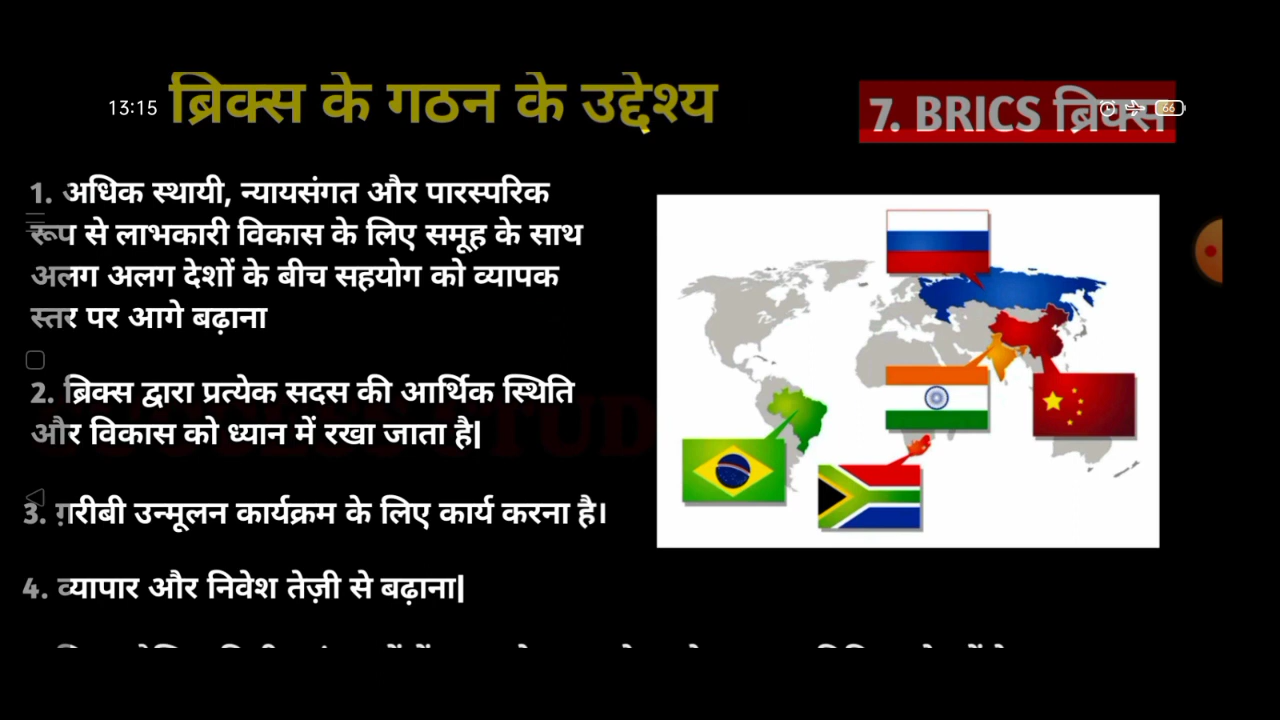 13:15
ब्रिक्स के गठन के उद्देश्य
7. BRICS ब्रिक्स
66
1. अधिक स्थायी, न्यायसंगत और पारस्परिक
रूप से लाभकारी विकास के लिए समूह के साथ
अलग अलग देशों के बीच सहयोग को व्यापक
स्तर पर आगे बढ़ाना
2. ब्रिक्स द्वारा प्रत्येक सदस की आर्थिक स्थिति
और विकास को ध्यान में रखा जाता है|
3. ग़रीबी उन्मूलन कार्यक्रम के लिए कार्य करना है।
4. व्यापार और निवेश तेज़ी से बढ़ाना|